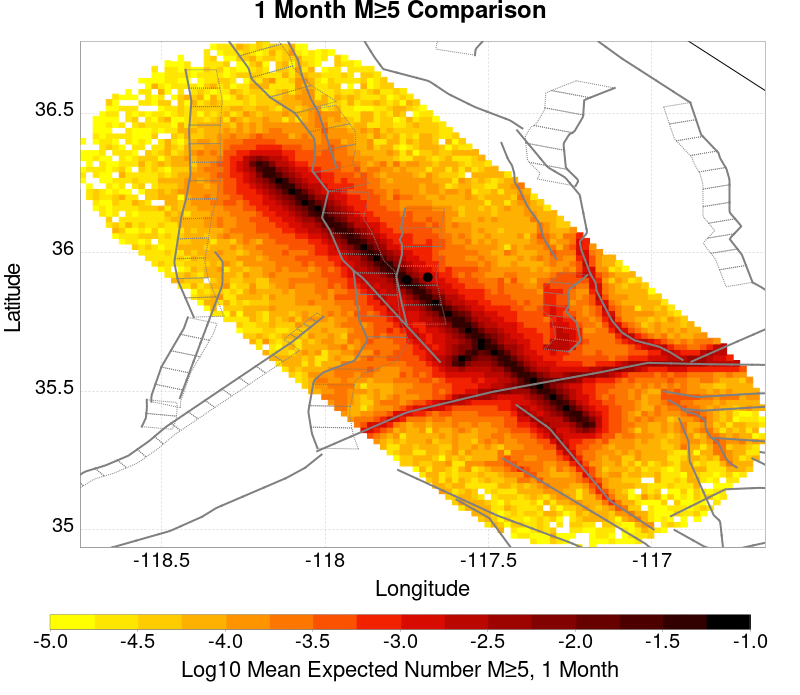 1 Month M≥5 Comparison
36.5
36
35.5
35
Latitude
-118.5 -118 -117.5 -117
Longitude
-5.0 -4.5 -4.0 -3.5 -3.0 -2.5 -2.0 -1.5 -1.0
Log10 Mean Expected Number M≥5, 1 Month